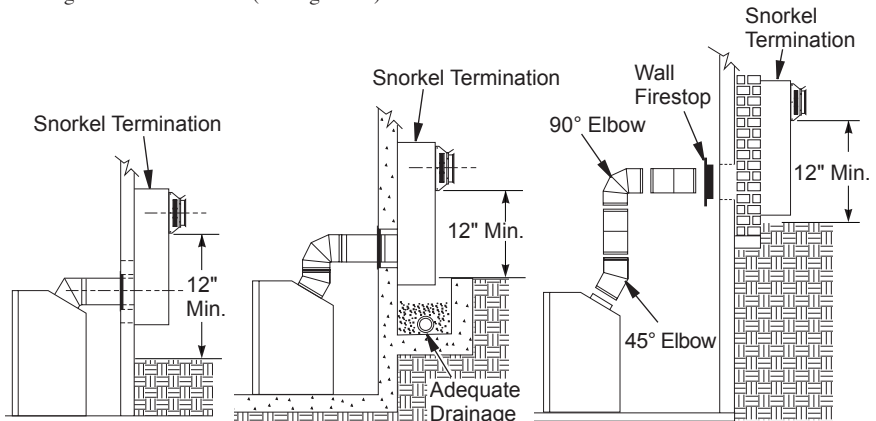 Snorkel Termination
12" Min.
Snorkel Termination
12" Min.
Adequate Drainage
Snorkel Termination
Wall Firestop
90° Elbow
12" Min.
45° Elbow